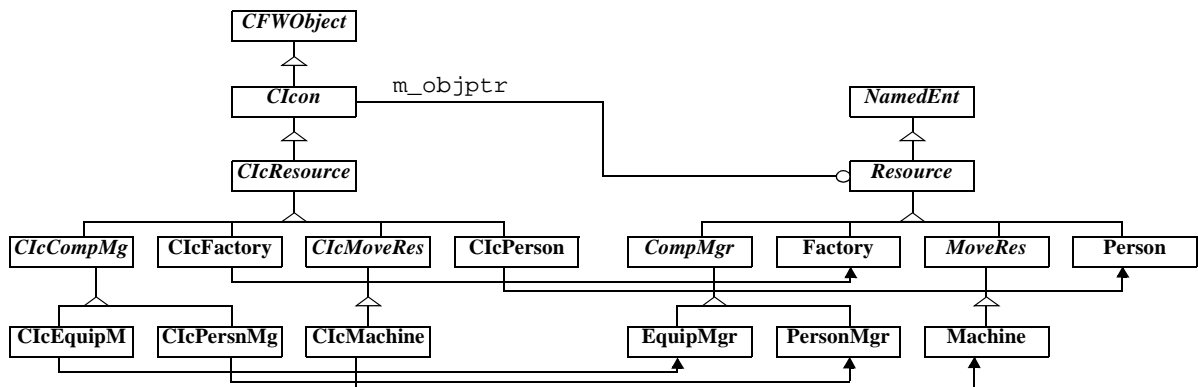 CFWObject
m_objptr
CIcon
NamedEnt
CIcResource
Resource
CIcCompMg
CIcFactory
CIcMoveRes
CIcPerson
CompMgr
Factory
MoveRes
Person
CIcEquipM
CIcPersnMg
CIcMachine
EquipMgr
PersonMgr
Machine